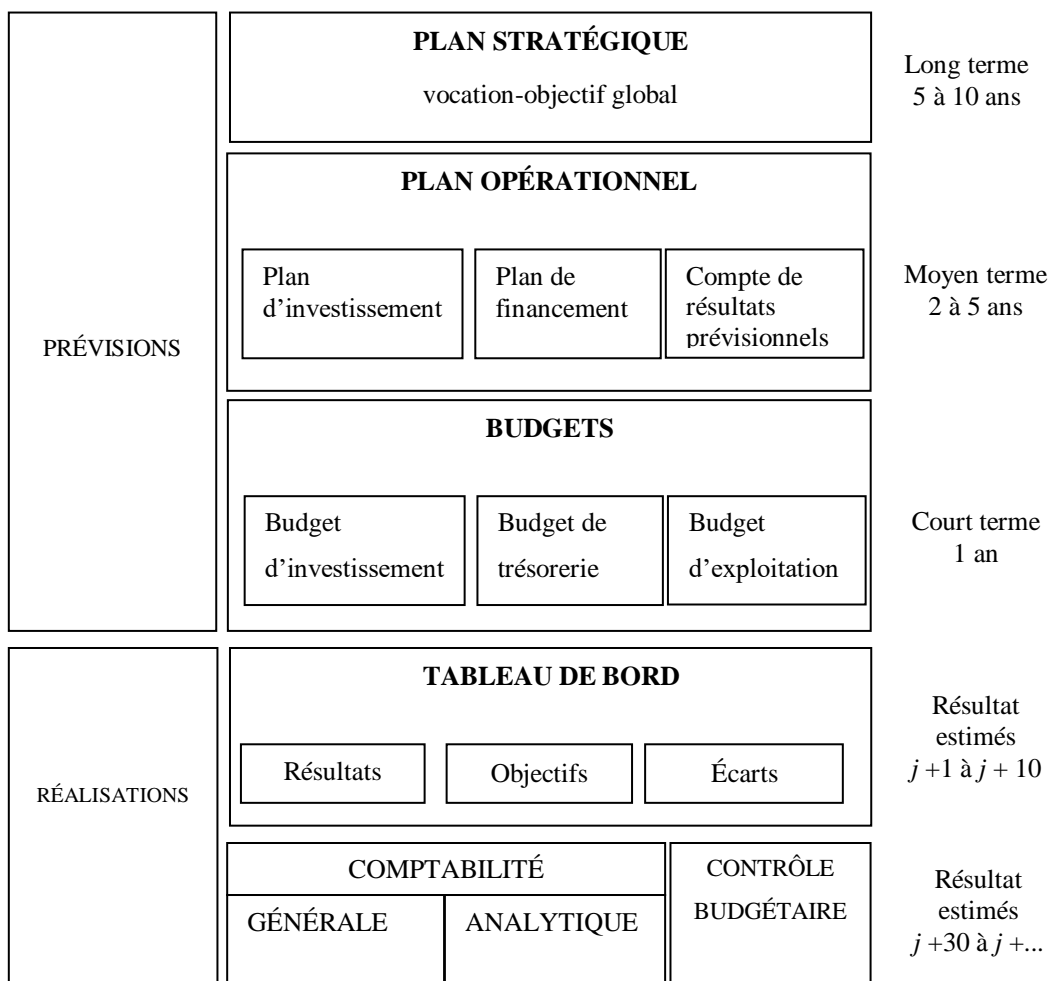 PLAN STRATÉGIQUE
vocation-objectif global
Long terme
5 à 10 ans
PRÉVISIONS
PLAN OPÉRATIONNEL
Plan
d’investissement
Plan de
financement
Compte de
résultats
prévisionnels
Moyen terme
2 à 5 ans
BUDGETS
Budget
d’investissement
Budget de
trésorerie
Budget
d’exploitation
Court terme
1 an
RÉALISATIONS
TABLEAU DE BORD
Résultats
Objectifs
Écarts
Résultat
estimés
j +1 à j + 10
COMPTABILITÉ
GÉNÉRALE
ANALYTIQUE
CONTRÔLE
BUDGÉTAIRE
Résultat
estimés
j +30 à j +...